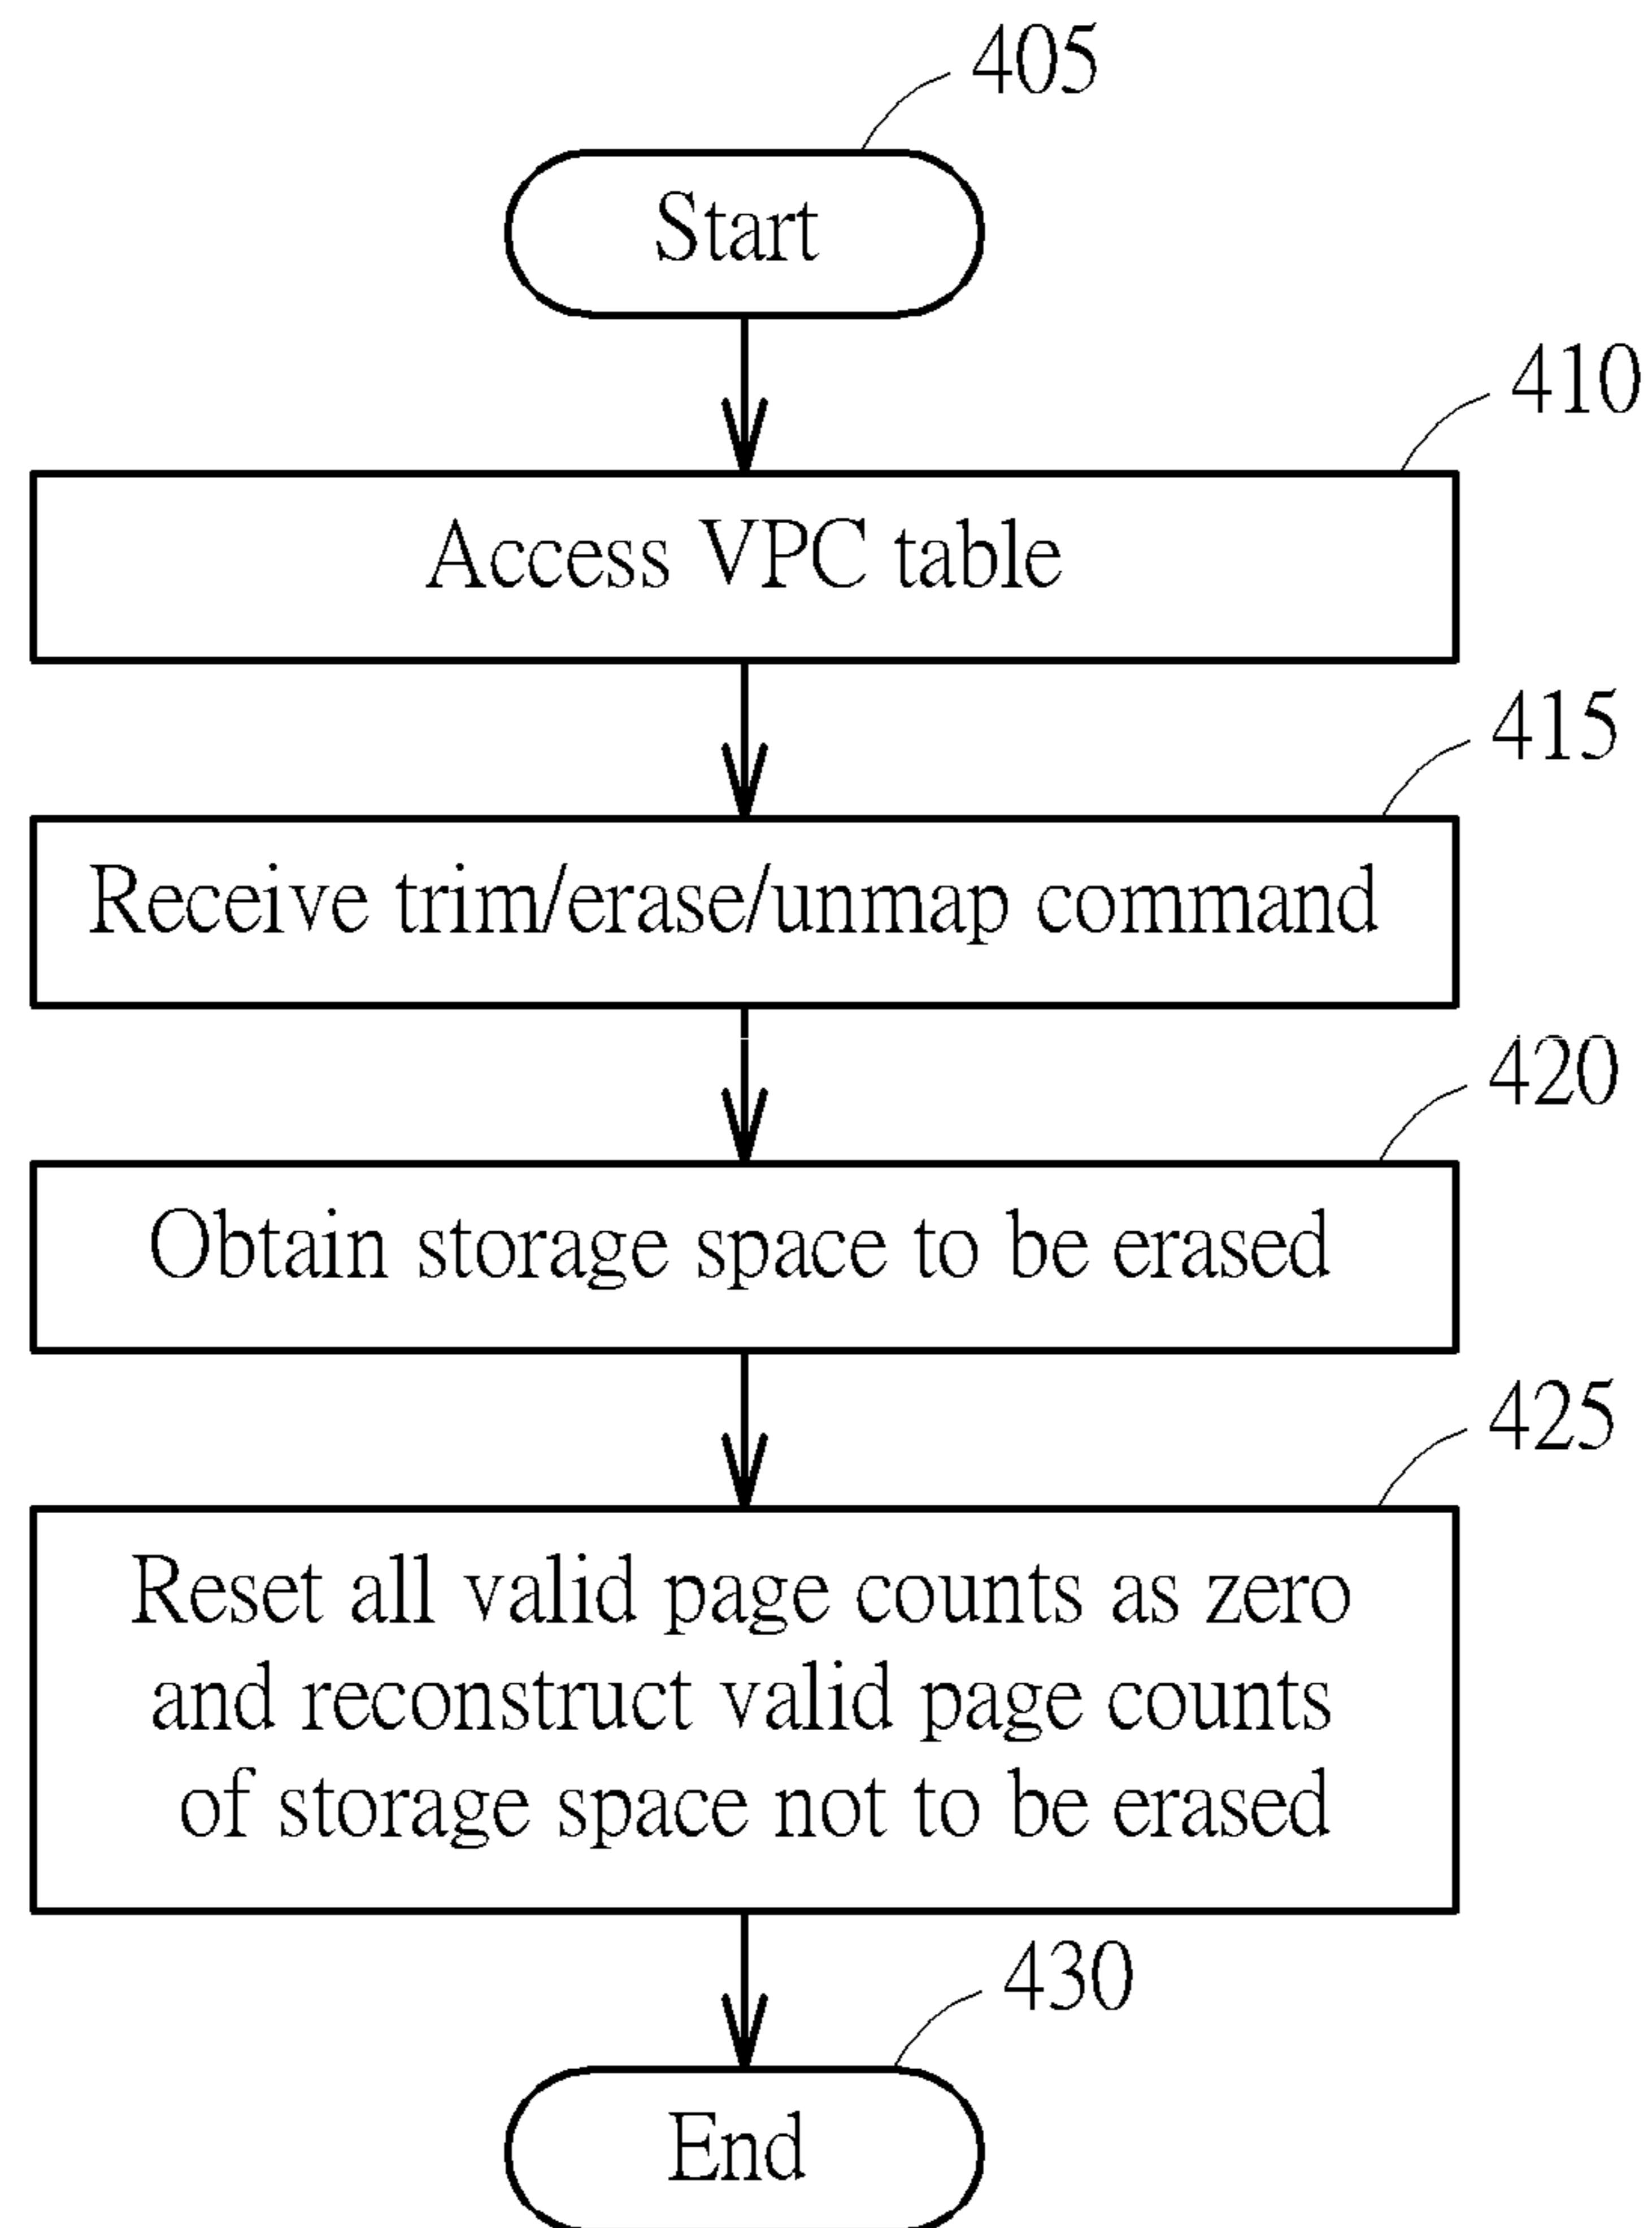 405
Start
410
Access VPC table
415
Receive trim/erase/unmap command
420
Obtain storage space to be erased
425
Reset all valid page counts as zero
and reconstruct valid page counts
of storage space not to be erased
430
End